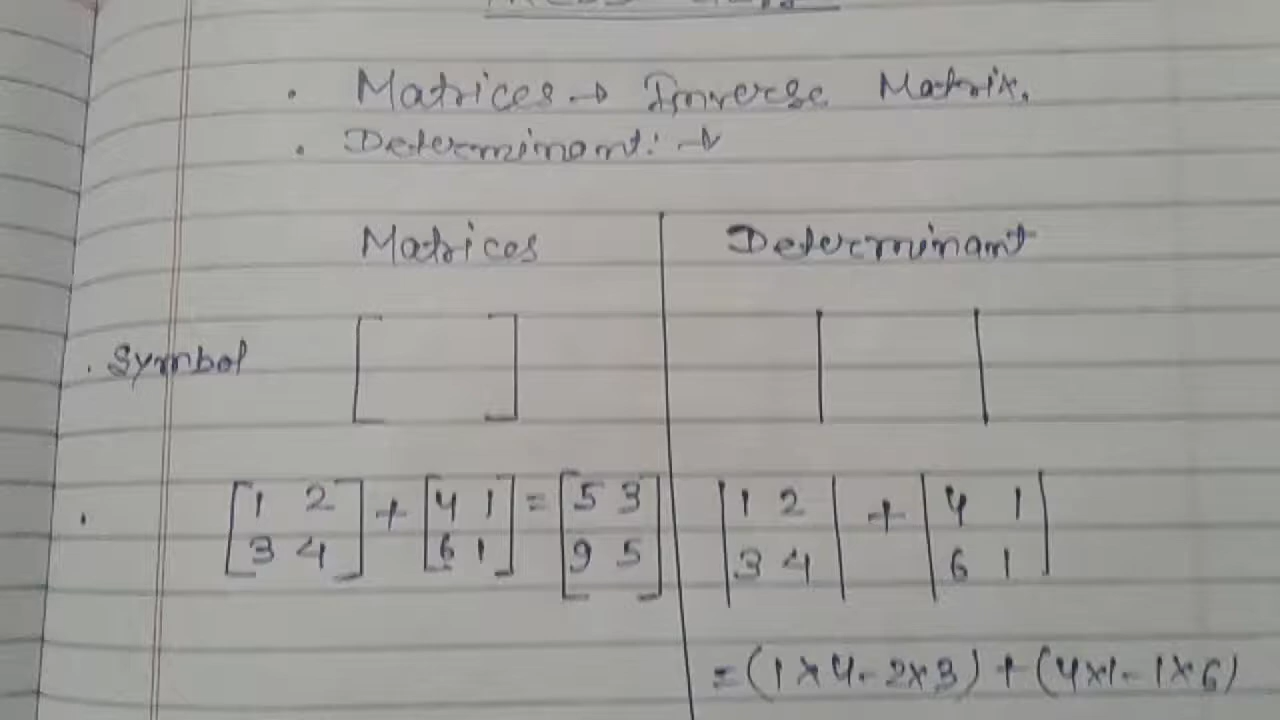 . Matrices → Inverse Matrix.
. Determinant: →
Matrices Determinant
. Symbol [ ] | |
. [1 2 + [4 1 = [5 3 |1 2 + |4 1
3 4] 6 1] 9 5] 3 4| 6 1|
= (1×4-2×3) + (4×1-1×6)